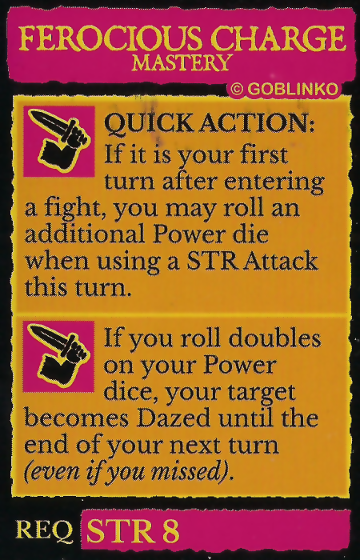 FEROCIOUS CHARGE
MASTERY
© GOBLINKO
QUICK ACTION:
If it is your first
turn after entering
a fight, you may roll an
additional Power die
when using a STR Attack
this turn.
If you roll doubles
on your Power
dice, your target
becomes Dazed until the
end of your next turn
(even if you missed).
REQ STR 8